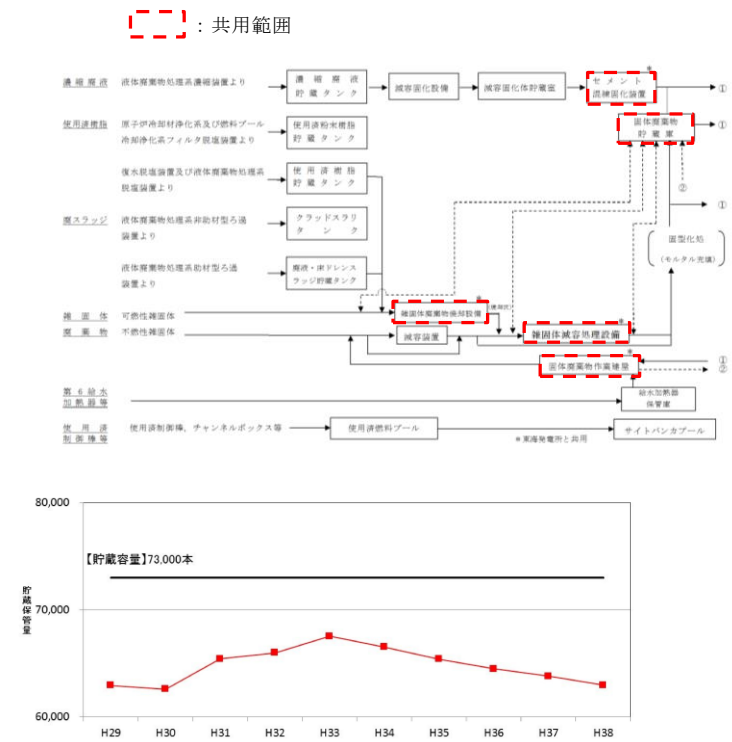 ：共用範囲
濃縮廃液 液体廃棄物処理系濃縮装置より
濃縮廃液
貯蔵タンク
減容固化設備
減容固化体貯蔵室
*
セメント
混練固化装置
①
使用済樹脂 原子炉冷却材浄化系及び燃料プール
冷却浄化系フィルタ脱塩装置より
使用済粉末樹脂
貯蔵タンク
固体廃棄物
貯蔵庫
①
復水脱塩装置及び液体廃棄物処理系
脱塩装置より
使用済樹脂
貯蔵タンク
②
①
廃スラッジ 液体廃棄物処理系非助材型ろ過
装置より
クラッドスラリ
タンク
固型化処
(モルタル充填)
液体廃棄物処理系助材型ろ過
装置より
廃液・床ドレンス
ラッジ貯蔵タンク
雑固体 可燃性雑固体
廃棄物 不燃性雑固体
*
雑固体廃棄物焼却設備
減容装置
*
雑固体減容処理設備
*
固体廃棄物作業建屋
①
②
第6給水
加熱器等
給水加熱器
保管庫
使用済
制御棒等
使用済制御棒，チャンネルボックス等
使用済燃料プール
サイトバンカプール
*東海発電所と共用
80,000
【貯蔵容量】73,000本
貯蔵保管量
70,000
60,000
H29 H30 H31 H32 H33 H34 H35 H36 H37 H38